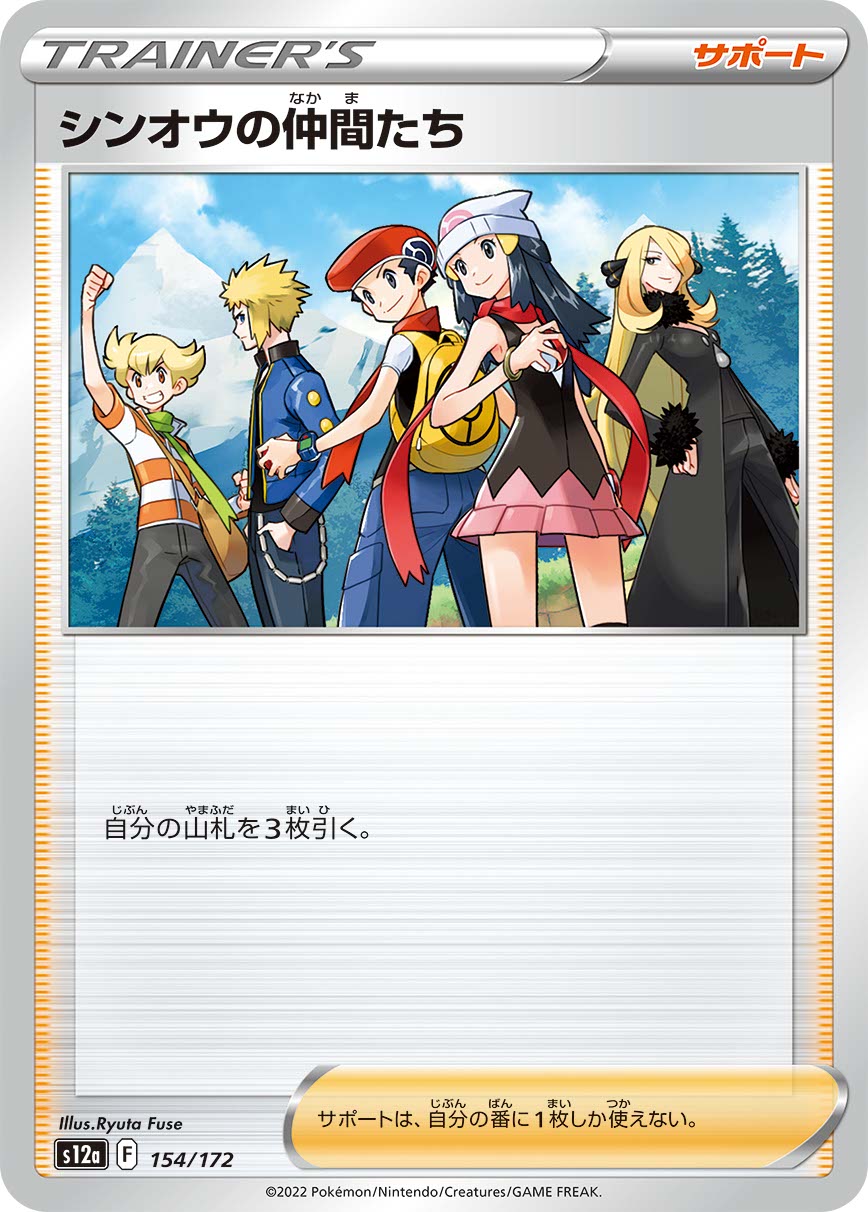 TRAINER'S
サポート
なかま
シンオウの仲間たち
じぶん やまふだ まい ひ
自分の山札を3枚引く。
Illus.Ryuta Fuse
じぶん ばん まい つか
サポートは、自分の番に1枚しか使えない。
s12a F 154/172
©2022 Pokémon/Nintendo/Creatures/GAME FREAK.